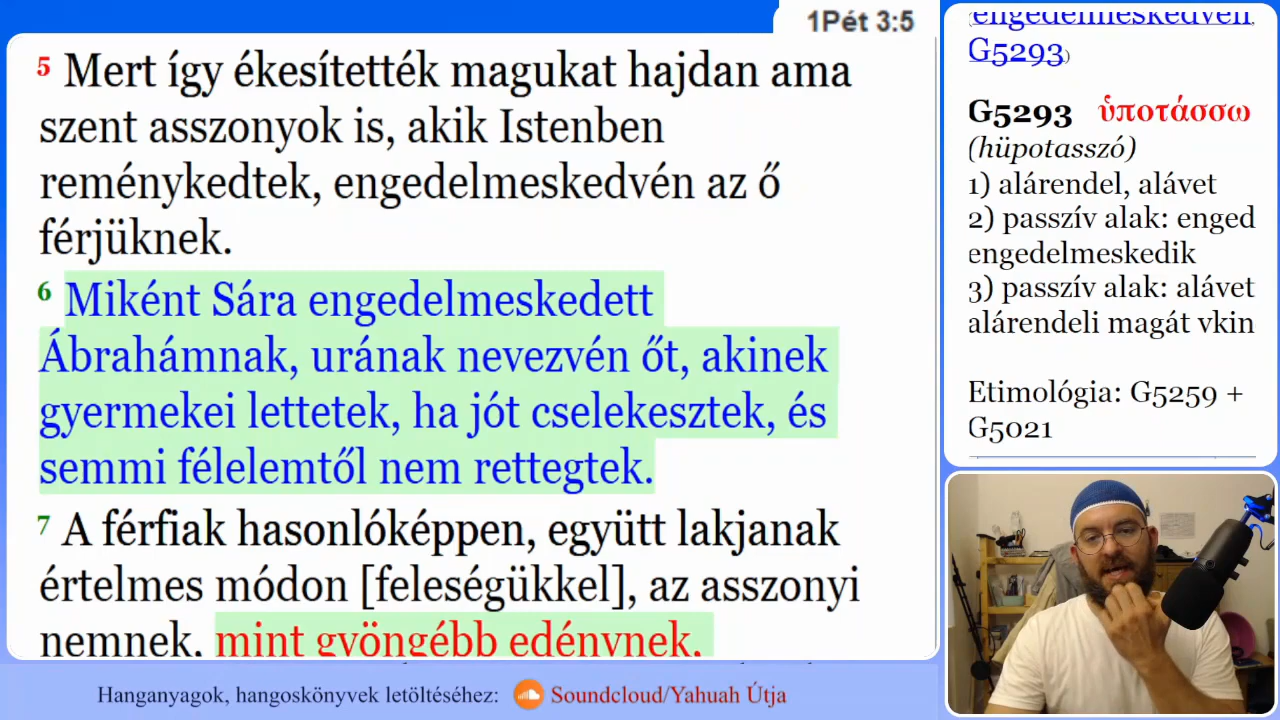 1Pét 3:5
5 Mert így ékesítették magukat hajdan ama
szent asszonyok is, akik Istenben
reménykedtek, engedelmeskedvén az ő
férjüknek.
6 Miként Sára engedelmeskedett
Ábrahámnak, urának nevezvén őt, akinek
gyermekei lettetek, ha jót cselekesztek, és
semmi félelemtől nem rettegtek.
7 A férfiak hasonlóképpen, együtt lakjanak
értelmes módon [feleségükkel], az asszonyi
nemnek, mint gyöngébb edénynek,
(engedelmeskedvén,
G5293)
G5293 ὑποτάσσω
(hüpotasszó)
1) alárendel, alávet
2) passzív alak: enged
engedelmeskedik
3) passzív alak: alávet
alárendeli magát vkin
Etimológia: G5259 +
G5021
Hanganyagok, hangoskönyvek letöltéséhez: Soundcloud/Yahuah Útja